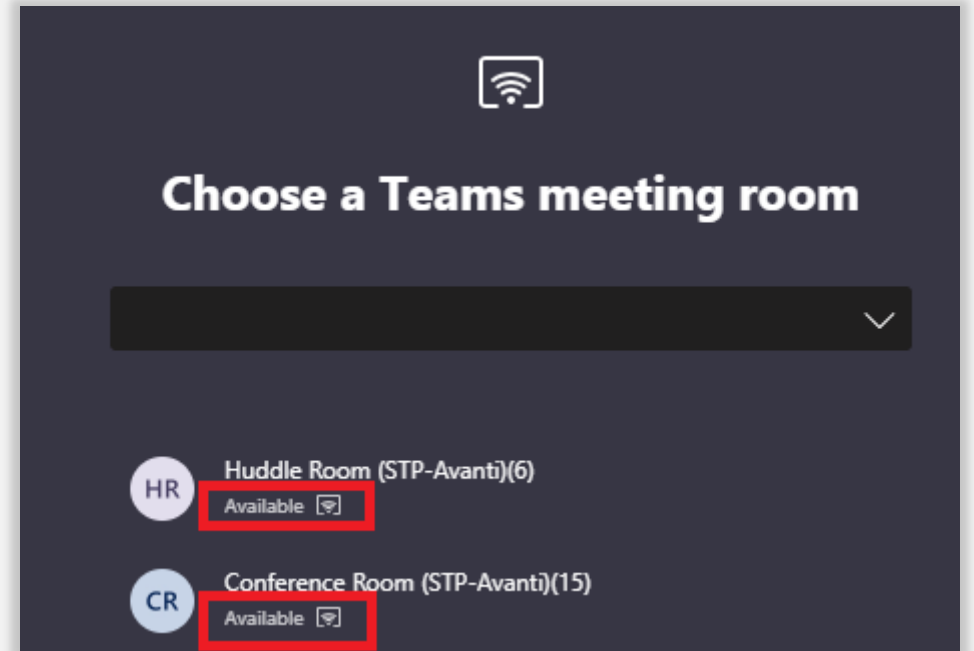 Choose a Teams meeting room
Huddle Room (STP-Avanti)(6)
HR
Available
Conference Room (STP-Avanti)(15)
CR
Available